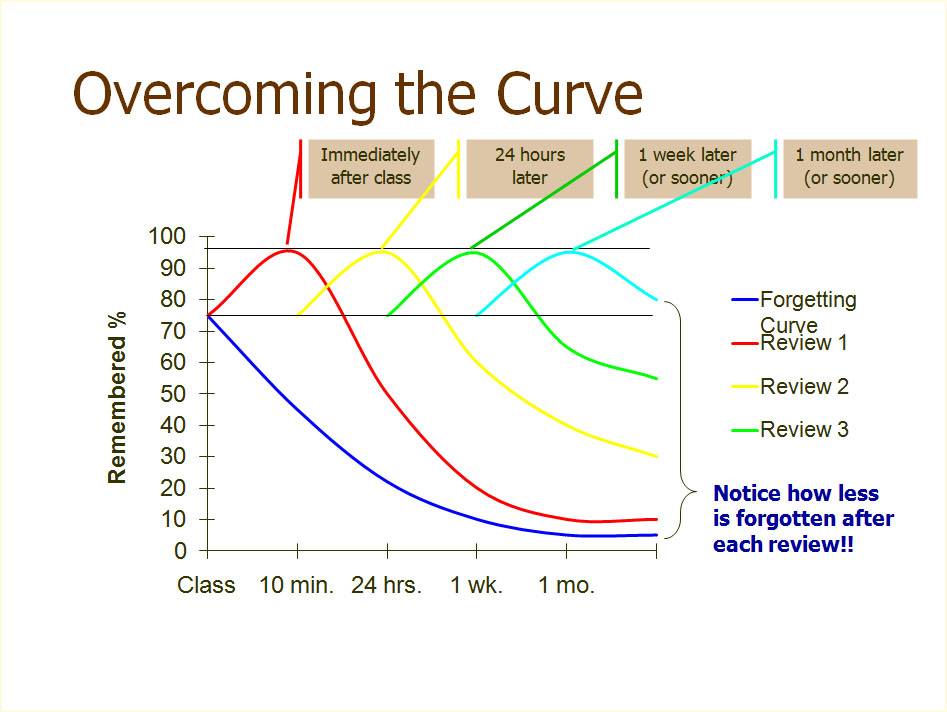 Overcoming the Curve
Immediately
after class
24 hours
later
1 week later
(or sooner)
1 month later
(or sooner)
100
90
80
70
60
50
40
30
20
10
0
Remembered %
Class
10 min.
24 hrs.
1 wk.
1 mo.
Forgetting
Curve
Review 1
Review 2
Review 3
Notice how less
is forgotten after
each review!!